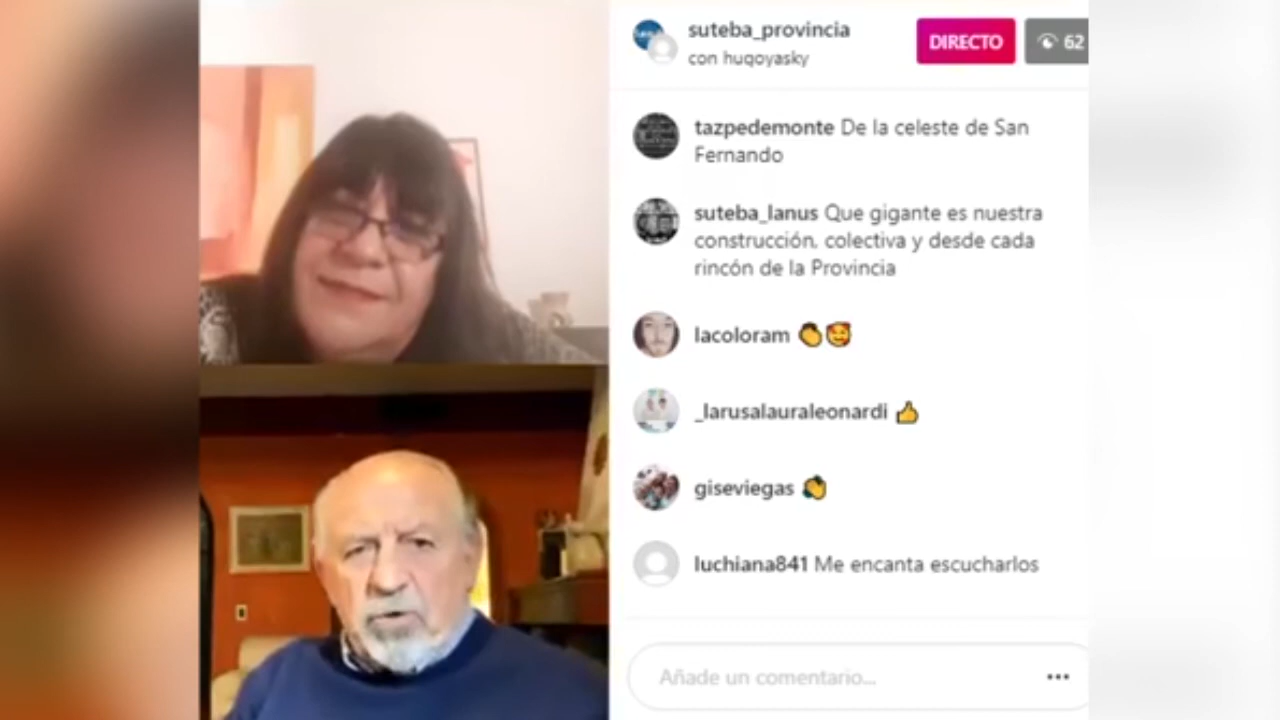 suteba_provincia
con hugoyasky
DIRECTO
62
tazpedemonte De la celeste de San
Fernando
suteba_lanus Que gigante es nuestra
construcción, colectiva y desde cada
rincón de la Provincia
lacoloram
_larusalauraleonardi
giseviegas
luchiana841 Me encanta escucharlos
Añade un comentario...